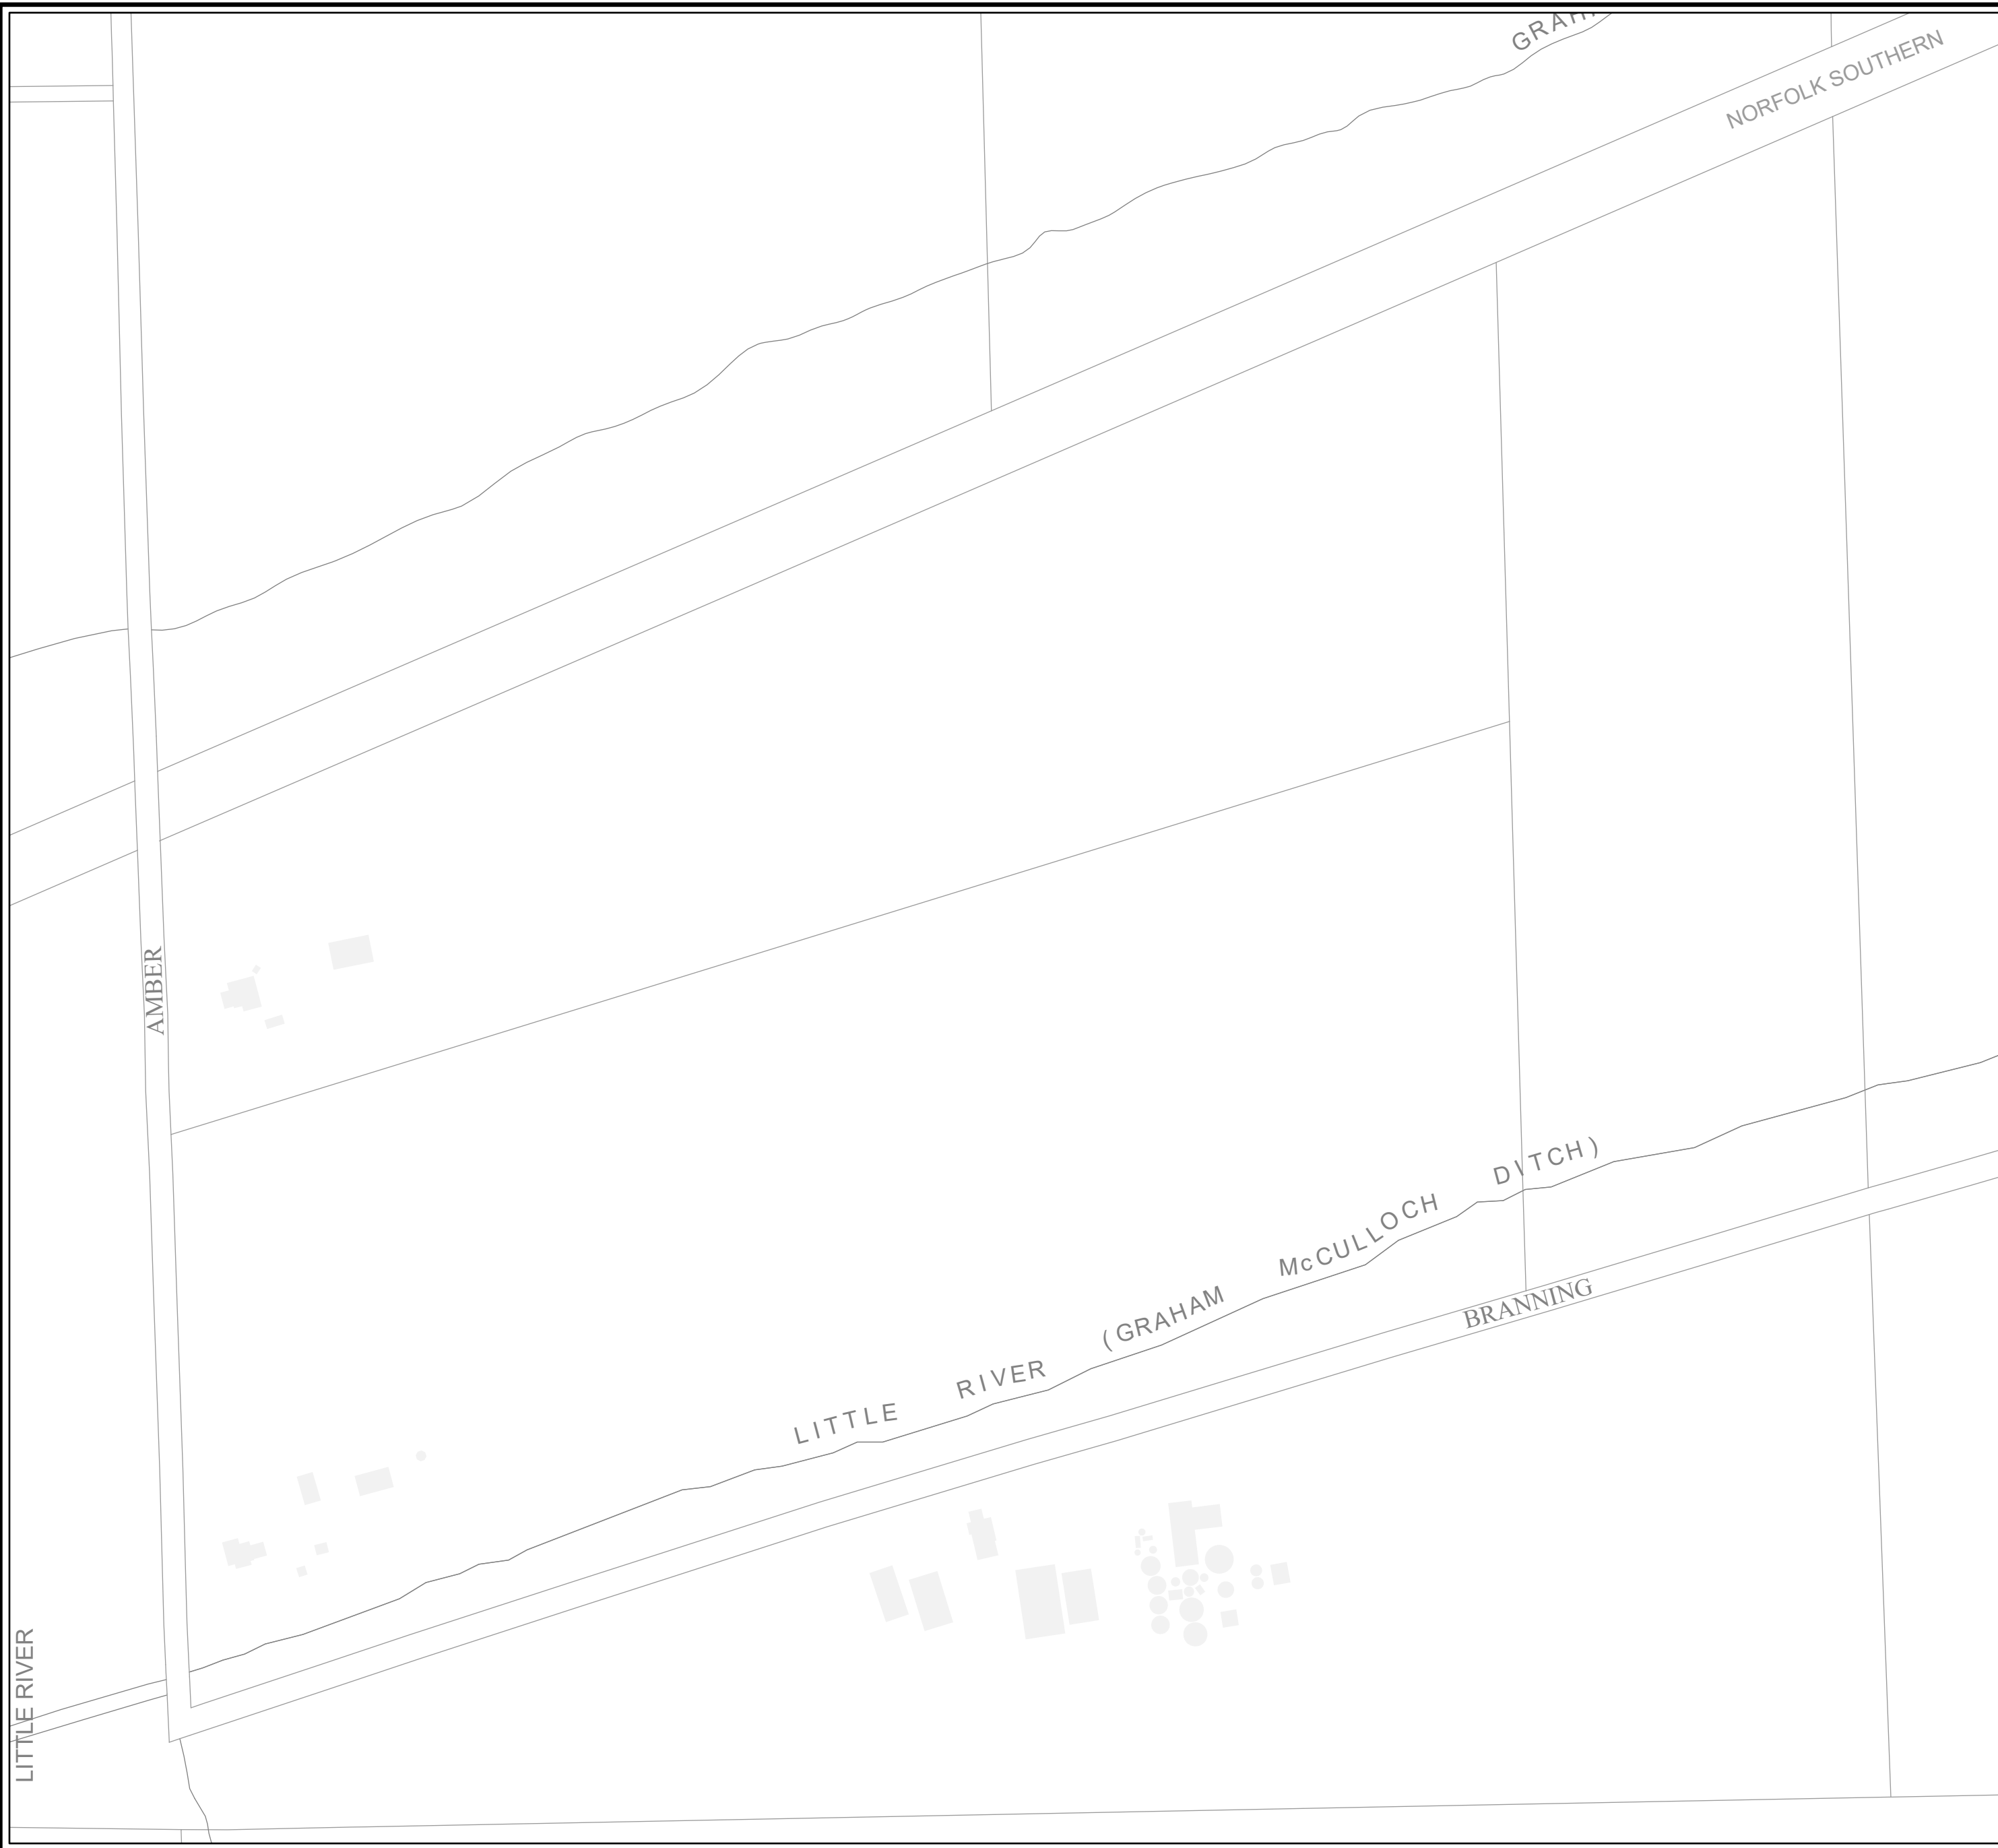 NORFOLK SOUTHERN
AMBER
LITTLE RIVER (GRAHAM McCULLOCH DITCH)
BRANNING
LITTLE RIVER